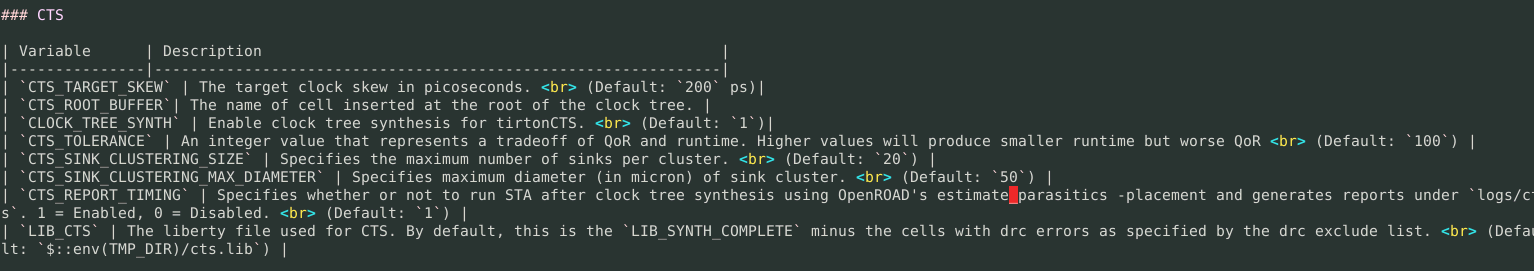 ### CTS
| Variable      | Description                                                   |
|---------------|---------------------------------------------------------------|
| `CTS_TARGET_SKEW` | The target clock skew in picoseconds. <br> (Default: `200` ps)|
| `CTS_ROOT_BUFFER`| The name of cell inserted at the root of the clock tree. |
| `CLOCK_TREE_SYNTH` | Enable clock tree synthesis for tirtonCTS. <br> (Default: `1`)|
| `CTS_TOLERANCE` | An integer value that represents a tradeoff of QoR and runtime. Higher values will produce smaller runtime but worse QoR <br> (Default: `100`) |
| `CTS_SINK_CLUSTERING_SIZE` | Specifies the maximum number of sinks per cluster. <br> (Default: `20`) |
| `CTS_SINK_CLUSTERING_MAX_DIAMETER` | Specifies maximum diameter (in micron) of sink cluster. <br> (Default: `50`) |
| `CTS_REPORT_TIMING` | Specifies whether or not to run STA after clock tree synthesis using OpenROAD's estimate_parasitics -placement and generates reports under `logs/ct
s`. 1 = Enabled, 0 = Disabled. <br> (Default: `1`) |
| `LIB_CTS` | The liberty file used for CTS. By default, this is the `LIB_SYNTH_COMPLETE` minus the cells with drc errors as specified by the drc exclude list. <br> (Defau
lt: `$::env(TMP_DIR)/cts.lib`) |